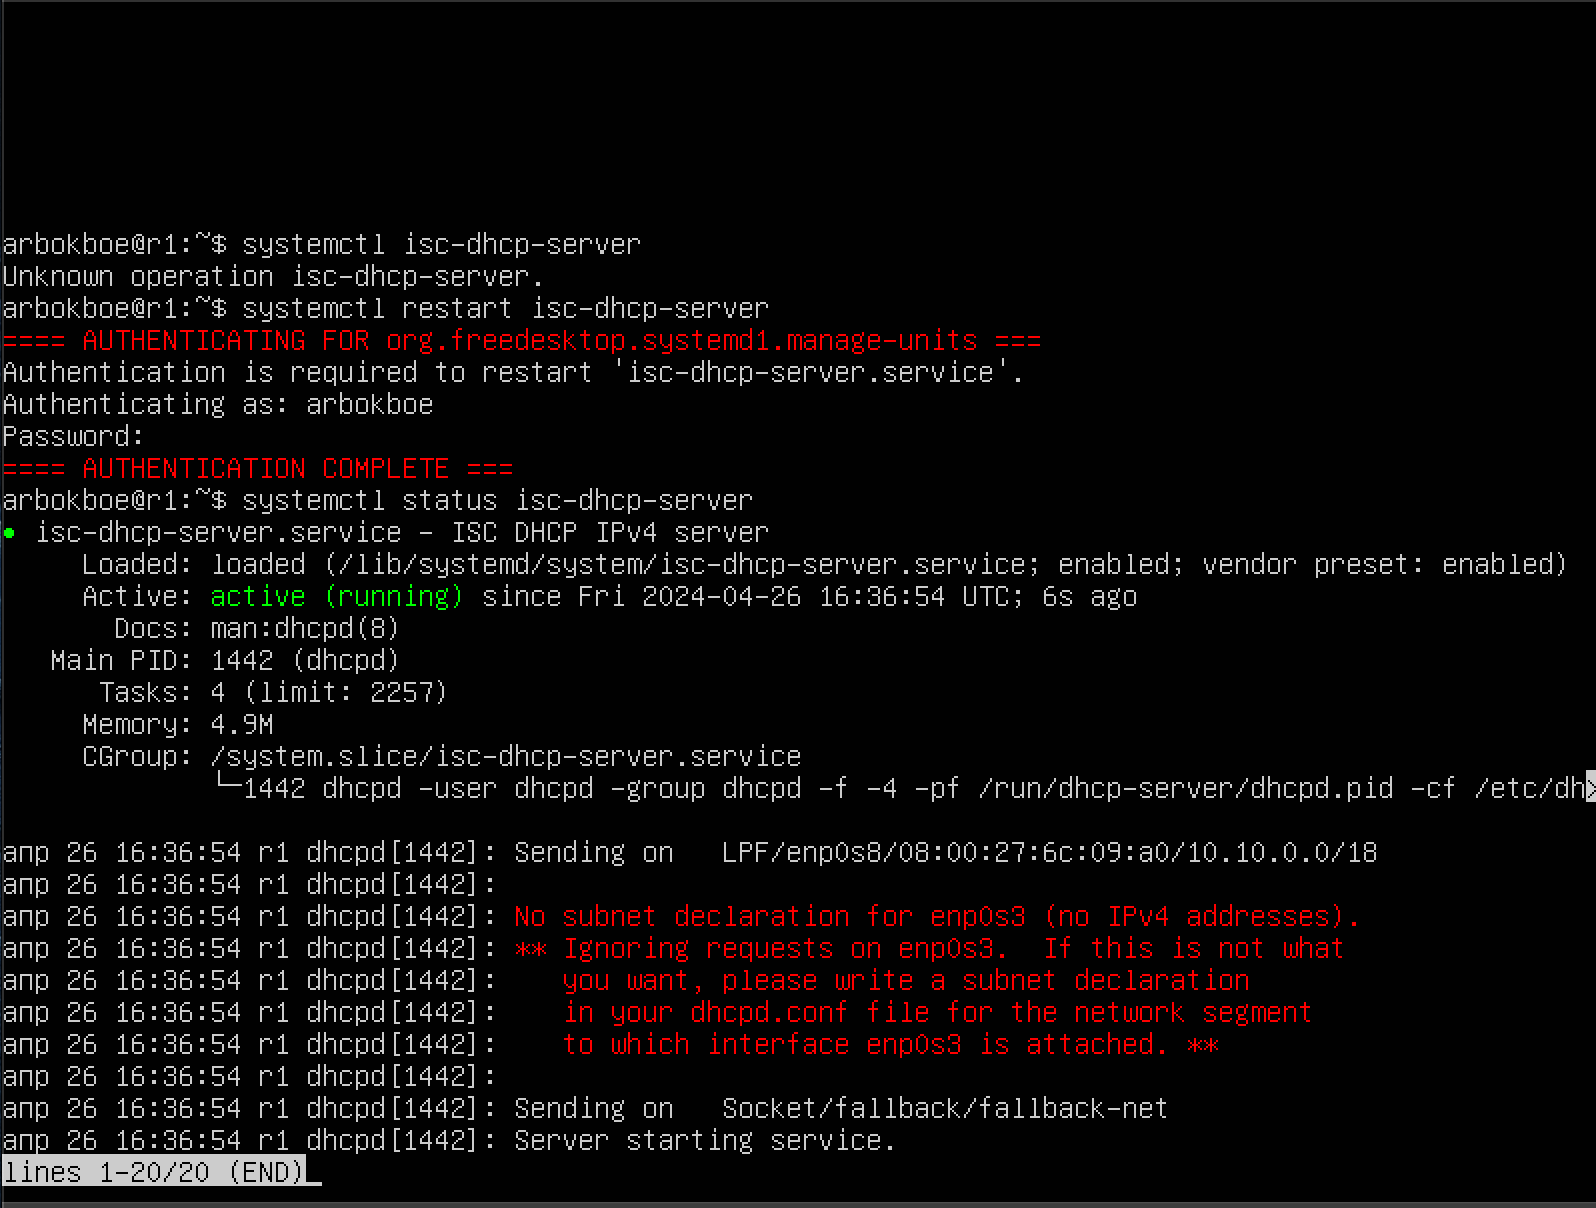 arbokboe@r1:~$ systemctl isc-dhcp-server
Unknown operation isc-dhcp-server.
arbokboe@r1:~$ systemctl restart isc-dhcp-server
==== AUTHENTICATING FOR org.freedesktop.systemd1.manage-units ===
Authentication is required to restart 'isc-dhcp-server.service'.
Authenticating as: arbokboe
Password:
==== AUTHENTICATION COMPLETE ===
arbokboe@r1:~$ systemctl status isc-dhcp-server
● isc-dhcp-server.service - ISC DHCP IPv4 server
     Loaded: loaded (/lib/systemd/system/isc-dhcp-server.service; enabled; vendor preset: enabled)
     Active: active (running) since Fri 2024-04-26 16:36:54 UTC; 6s ago
       Docs: man:dhcpd(8)
   Main PID: 1442 (dhcpd)
      Tasks: 4 (limit: 2257)
     Memory: 4.9M
     CGroup: /system.slice/isc-dhcp-server.service
             └─1442 dhcpd -user dhcpd -group dhcpd -f -4 -pf /run/dhcp-server/dhcpd.pid -cf /etc/dh>
апр 26 16:36:54 r1 dhcpd[1442]: Sending on   LPF/enp0s8/08:00:27:6c:09:a0/10.10.0.0/18
апр 26 16:36:54 r1 dhcpd[1442]:
апр 26 16:36:54 r1 dhcpd[1442]: No subnet declaration for enp0s3 (no IPv4 addresses).
апр 26 16:36:54 r1 dhcpd[1442]: ** Ignoring requests on enp0s3.  If this is not what
апр 26 16:36:54 r1 dhcpd[1442]:    you want, please write a subnet declaration
апр 26 16:36:54 r1 dhcpd[1442]:    in your dhcpd.conf file for the network segment
апр 26 16:36:54 r1 dhcpd[1442]:    to which interface enp0s3 is attached. **
апр 26 16:36:54 r1 dhcpd[1442]:
апр 26 16:36:54 r1 dhcpd[1442]: Sending on   Socket/fallback/fallback-net
апр 26 16:36:54 r1 dhcpd[1442]: Server starting service.
lines 1-20/20 (END)